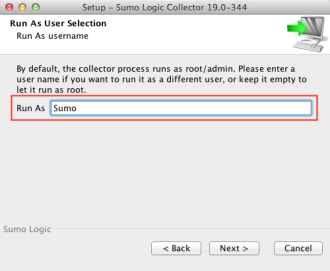 Setup – Sumo Logic Collector 19.0-344
Run As User Selection
Run As username
By default, the collector process runs as root/admin. Please enter a
user name if you want to run it as a different user, or keep it empty to
let it run as root.
Run As Sumo
Sumo Logic
< Back Next > Cancel